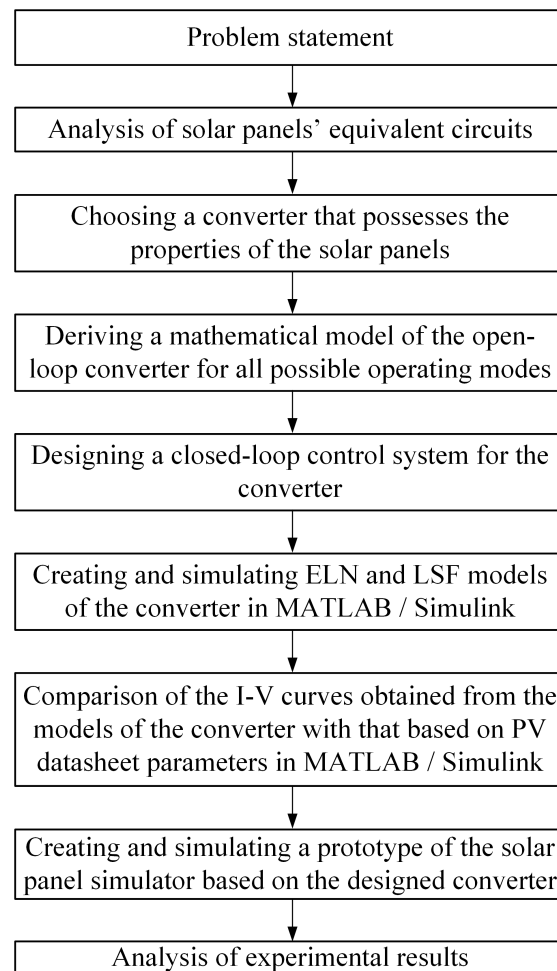 Problem statement
Analysis of solar panels’ equivalent circuits
Choosing a converter that possesses the
properties of the solar panels
Deriving a mathematical model of the open-
loop converter for all possible operating modes
Designing a closed-loop control system for the
converter
Creating and simulating ELN and LSF models
of the converter in MATLAB / Simulink
Comparison of the I-V curves obtained from the
models of the converter with that based on PV
datasheet parameters in MATLAB / Simulink
Creating and simulating a prototype of the solar
panel simulator based on the designed converter
Analysis of experimental results